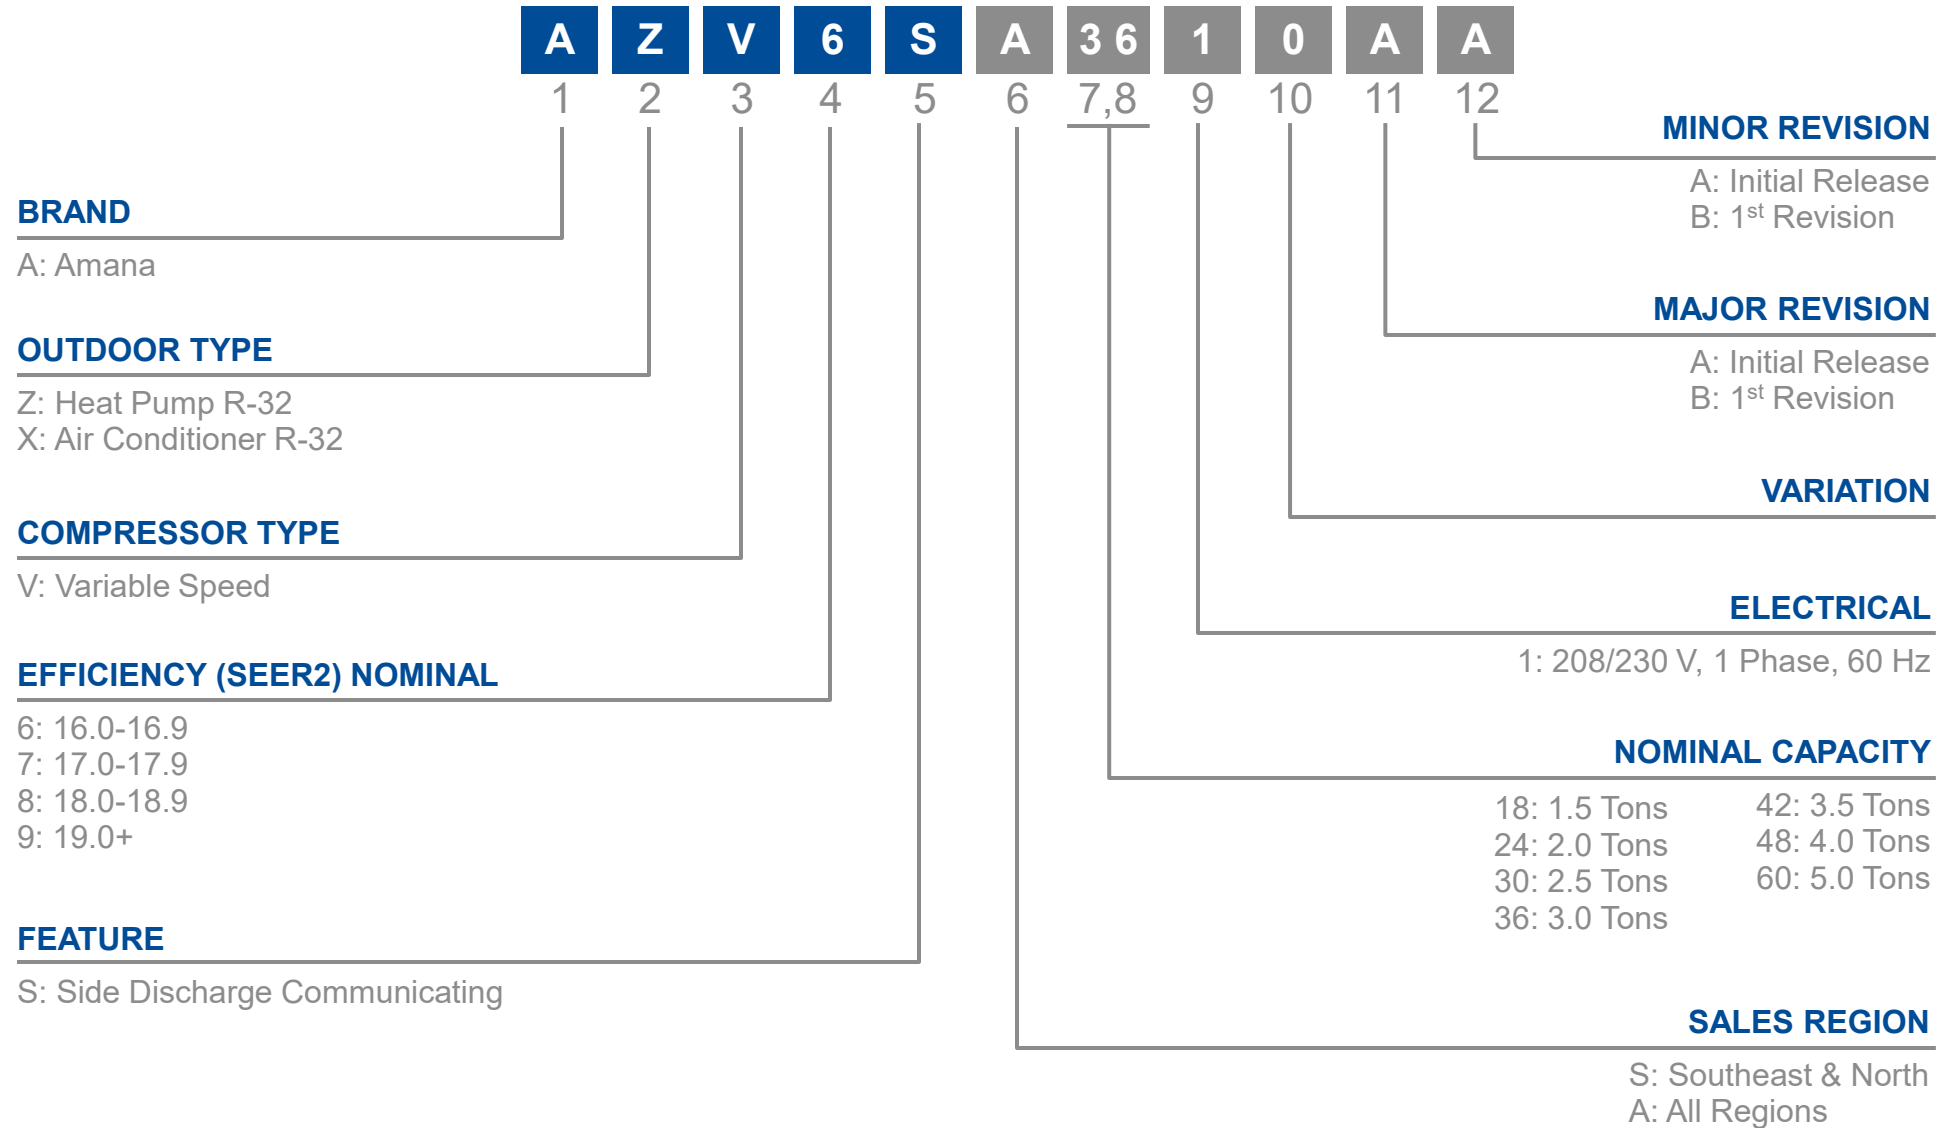 A Z V 6 S A 3 6 1 0 A A
1 2 3 4 5 6 7,8 9 10 11 12
BRAND
A: Amana
OUTDOOR TYPE
Z: Heat Pump R-32
X: Air Conditioner R-32
COMPRESSOR TYPE
V: Variable Speed
EFFICIENCY (SEER2) NOMINAL
6: 16.0-16.9
7: 17.0-17.9
8: 18.0-18.9
9: 19.0+
FEATURE
S: Side Discharge Communicating
MINOR REVISION
A: Initial Release
B: 1st Revision
MAJOR REVISION
A: Initial Release
B: 1st Revision
VARIATION
ELECTRICAL
1: 208/230 V, 1 Phase, 60 Hz
NOMINAL CAPACITY
18: 1.5 Tons
24: 2.0 Tons
30: 2.5 Tons
36: 3.0 Tons
42: 3.5 Tons
48: 4.0 Tons
60: 5.0 Tons
SALES REGION
S: Southeast & North
A: All Regions